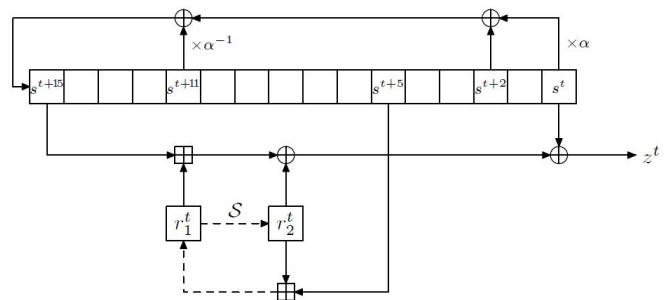 ×α
×α⁻¹
s^{t+15} s^{t+11} s^{t+5} s^{t+2} s^t
z^t
r_1^t S r_2^t